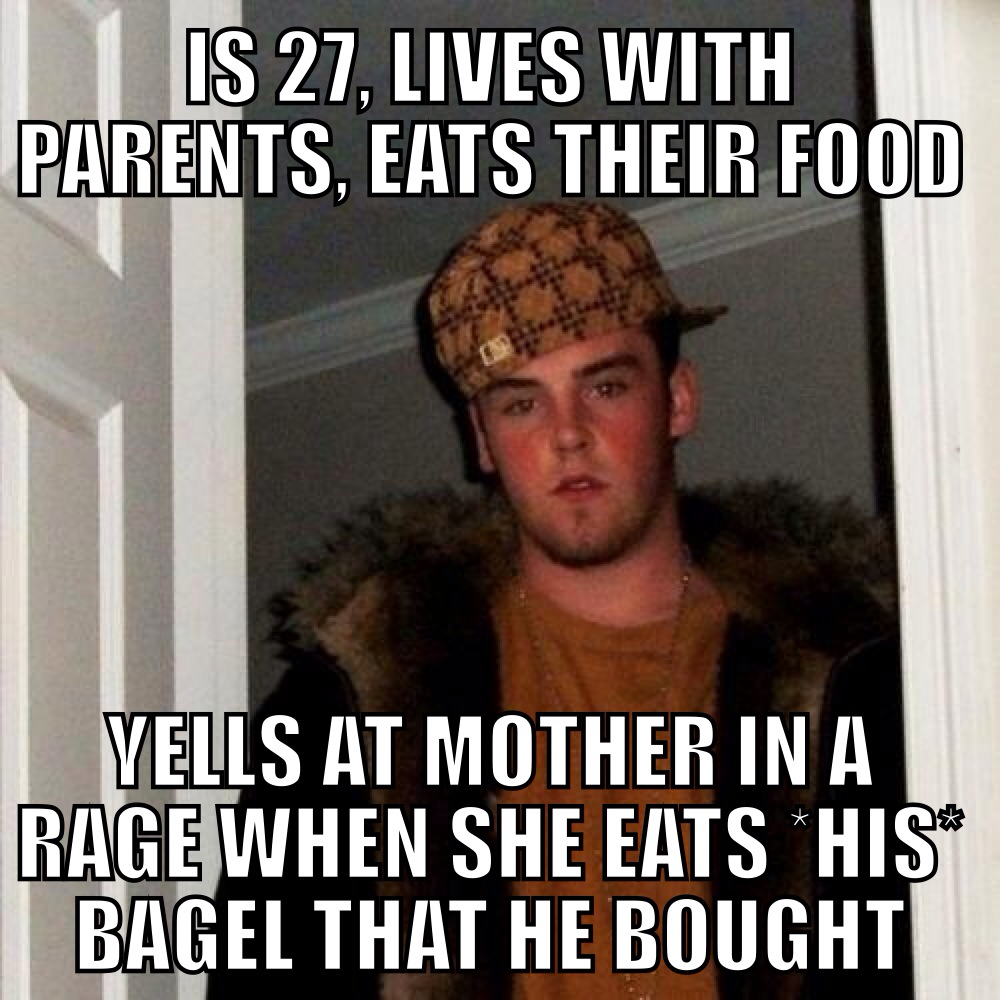 IS 27, LIVES WITH
PARENTS, EATS THEIR FOOD
YELLS AT MOTHER IN A
RAGE WHEN SHE EATS *HIS*
BAGEL THAT HE BOUGHT